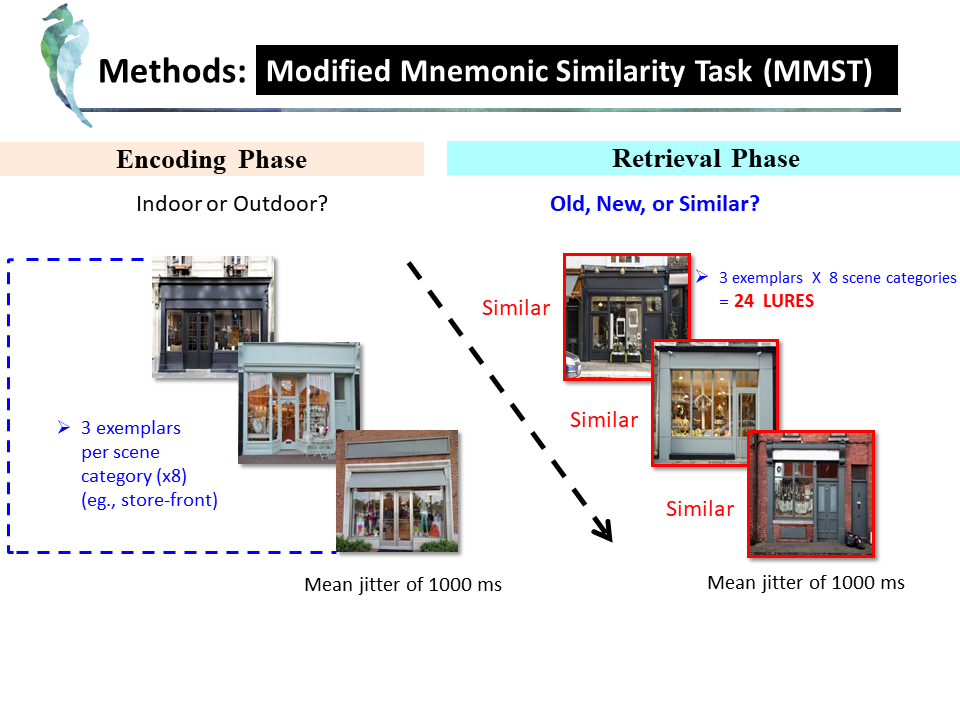 Methods: Modified Mnemonic Similarity Task (MMST)
Encoding Phase
Retrieval Phase
Indoor or Outdoor?
Old, New, or Similar?
3 exemplars
per scene
category (x8)
(eg., store-front)
Mean jitter of 1000 ms
Similar
Similar
Similar
3 exemplars X 8 scene categories
= 24 LURES
Mean jitter of 1000 ms